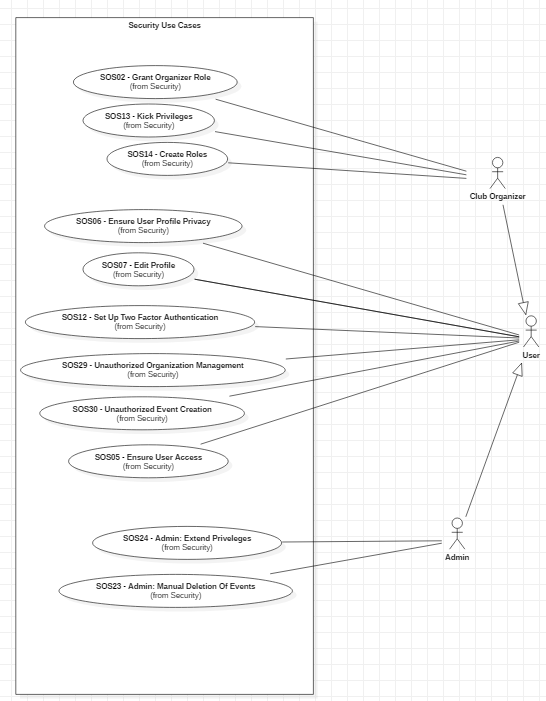 Security Use Cases
SOS02 - Grant Organizer Role
(from Security)
SOS13 - Kick Privileges
(from Security)
SOS14 - Create Roles
(from Security)
Club Organizer
SOS06 - Ensure User Profile Privacy
(from Security)
SOS07 - Edit Profile
(from Security)
SOS12 - Set Up Two Factor Authentication
(from Security)
User
SOS29 - Unauthorized Organization Management
(from Security)
SOS30 - Unauthorized Event Creation
(from Security)
SOS05 - Ensure User Access
(from Security)
SOS24 - Admin: Extend Priveleges
(from Security)
Admin
SOS23 - Admin: Manual Deletion Of Events
(from Security)